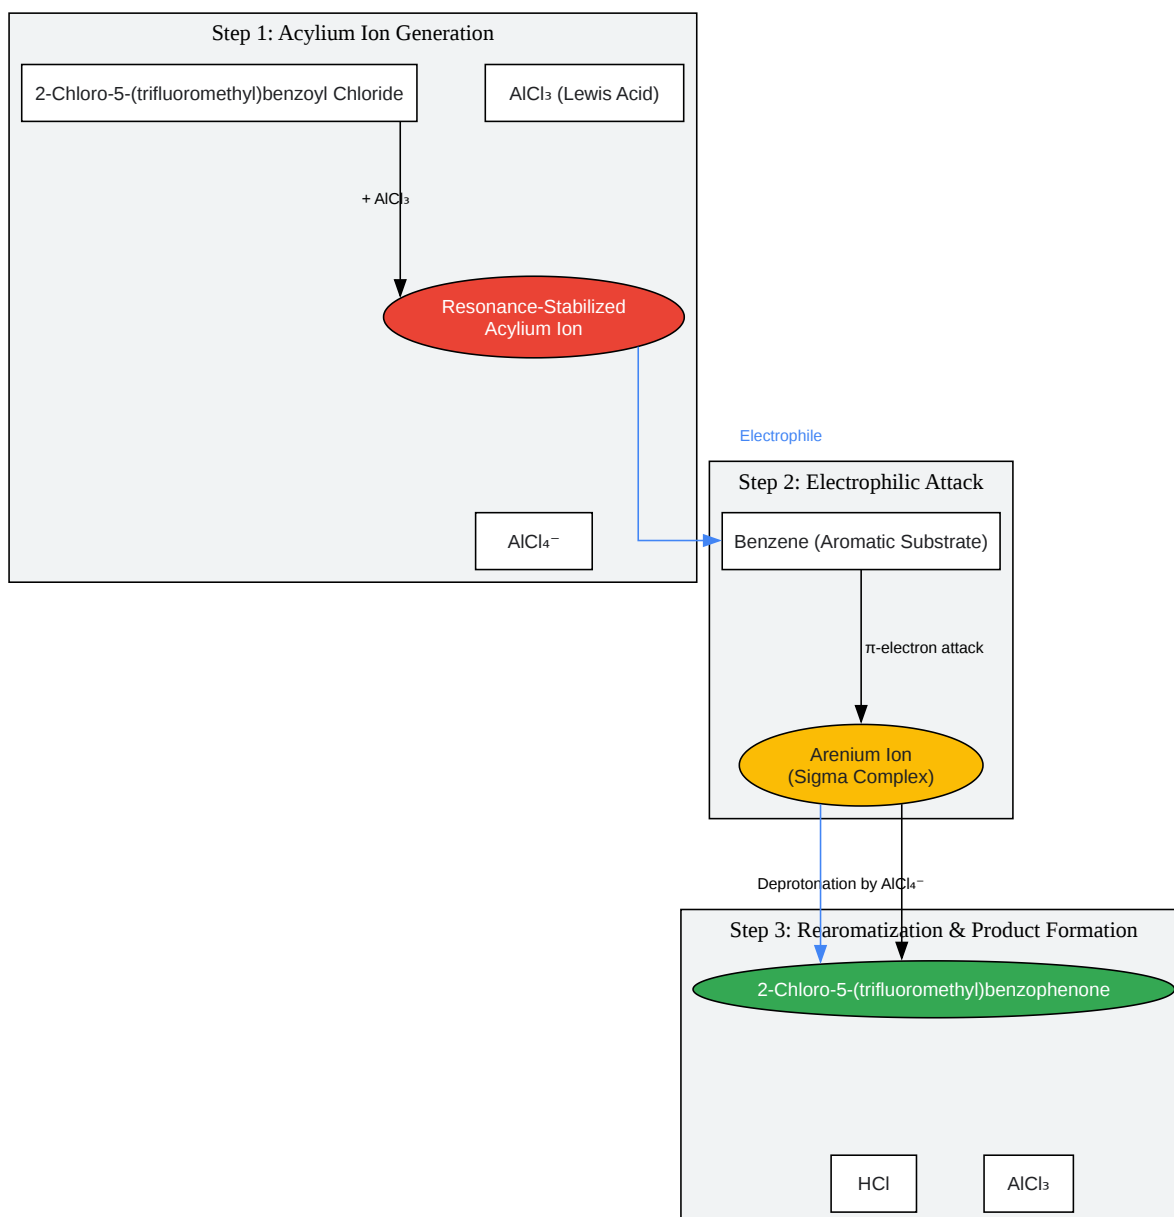 Step 1: Acylium Ion Generation
2-Chloro-5-(trifluoromethyl)benzoyl Chloride
AlCl₃ (Lewis Acid)
+ AlCl₃
Resonance-Stabilized
Acylium Ion
Electrophile
Step 2: Electrophilic Attack
AlCl₄⁻
Benzene (Aromatic Substrate)
π-electron attack
Arenium Ion
(Sigma Complex)
Deprotonation by AlCl₄⁻
Step 3: Rearomatization & Product Formation
2-Chloro-5-(trifluoromethyl)benzophenone
HCl
AlCl₃